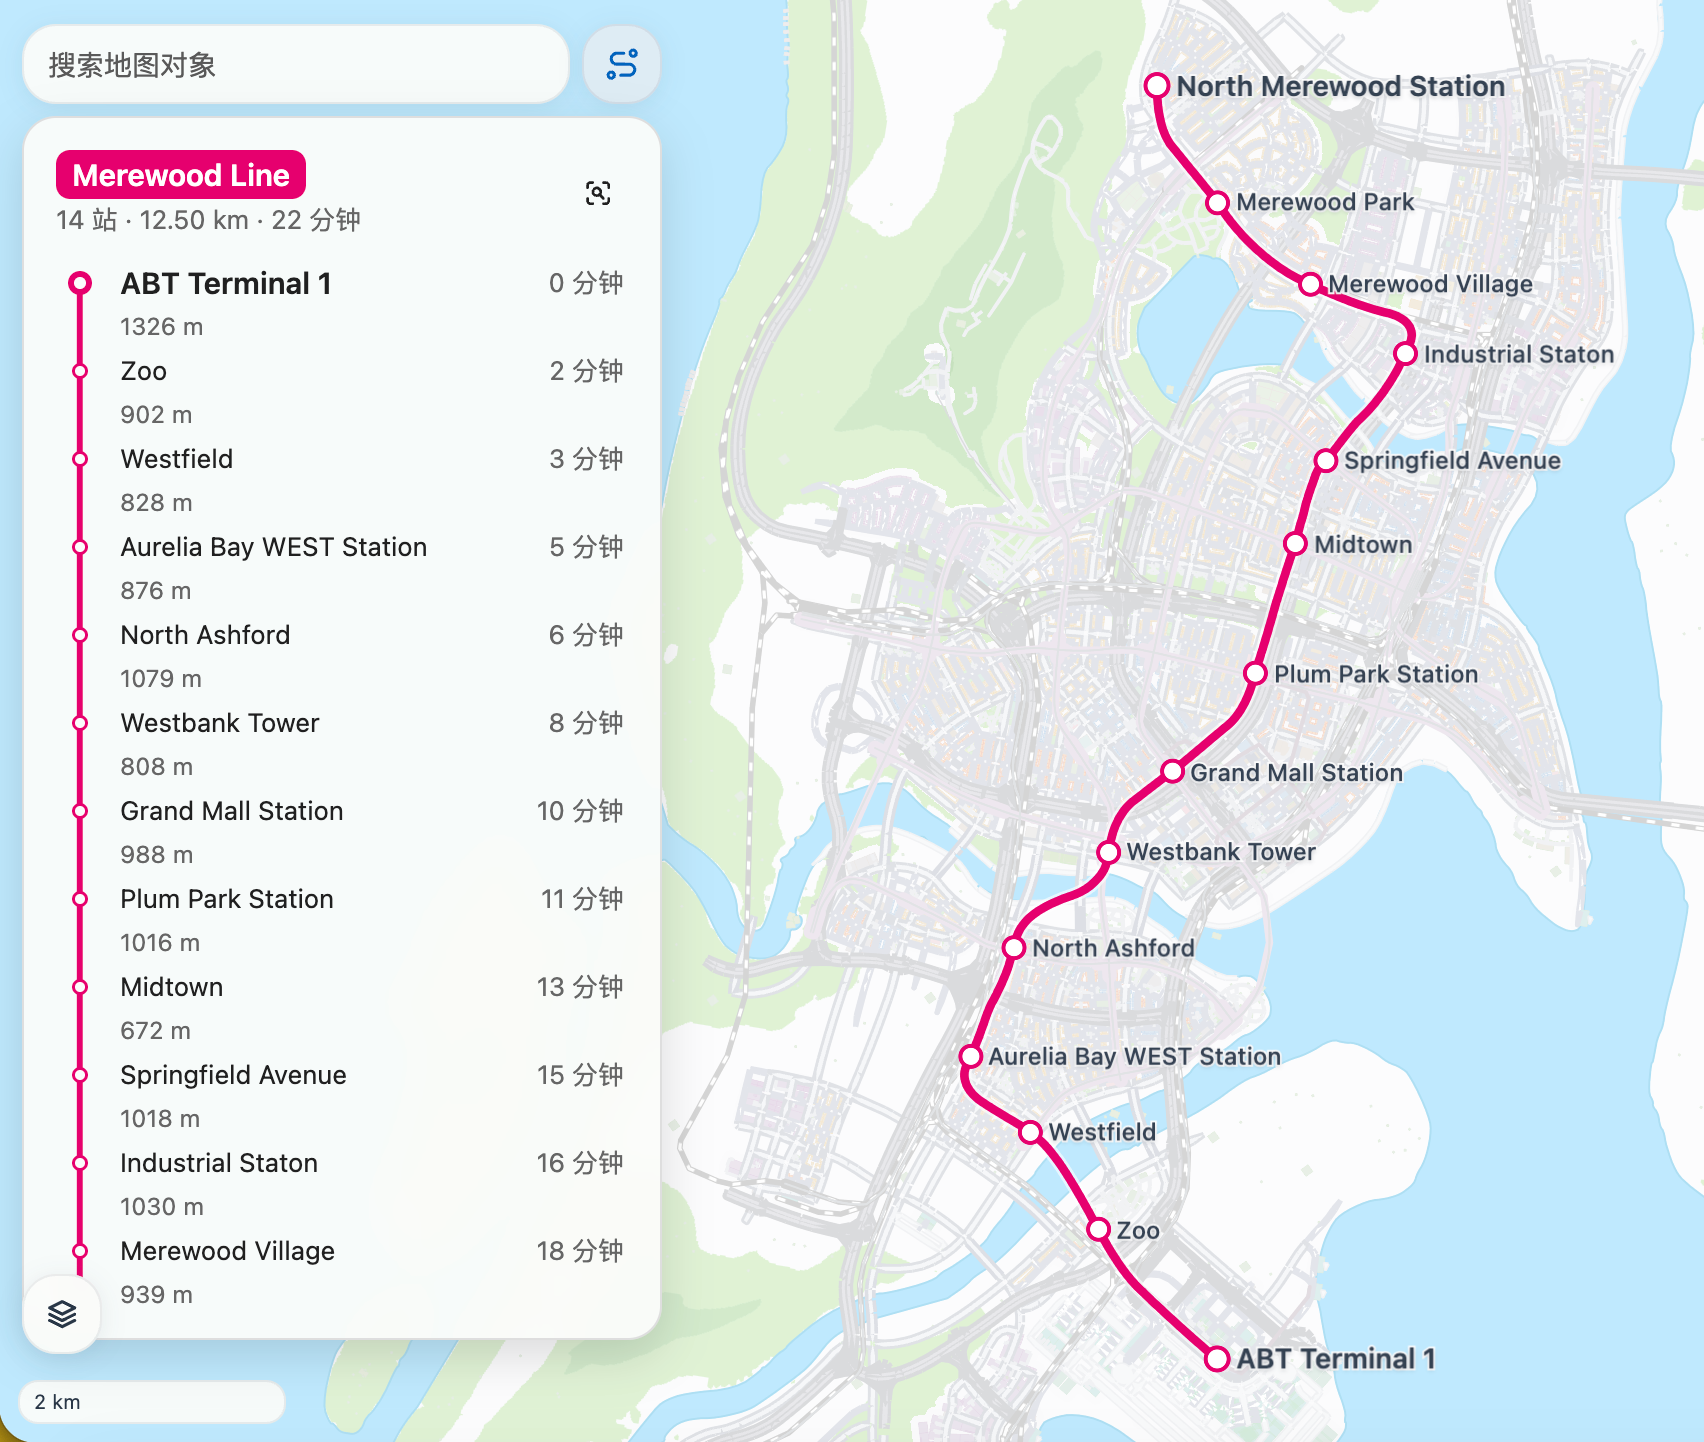 搜索地图对象
Merewood Line
14 站 · 12.50 km · 22 分钟
ABT Terminal 1 0 分钟
1326 m
Zoo 2 分钟
902 m
Westfield 3 分钟
828 m
Aurelia Bay WEST Station 5 分钟
876 m
North Ashford 6 分钟
1079 m
Westbank Tower 8 分钟
808 m
Grand Mall Station 10 分钟
988 m
Plum Park Station 11 分钟
1016 m
Midtown 13 分钟
672 m
Springfield Avenue 15 分钟
1018 m
Industrial Staton 16 分钟
1030 m
Merewood Village 18 分钟
939 m
2 km
North Merewood Station
Merewood Park
Merewood Village
Industrial Staton
Springfield Avenue
Midtown
Plum Park Station
Grand Mall Station
Westbank Tower
North Ashford
Aurelia Bay WEST Station
Westfield
Zoo
ABT Terminal 1